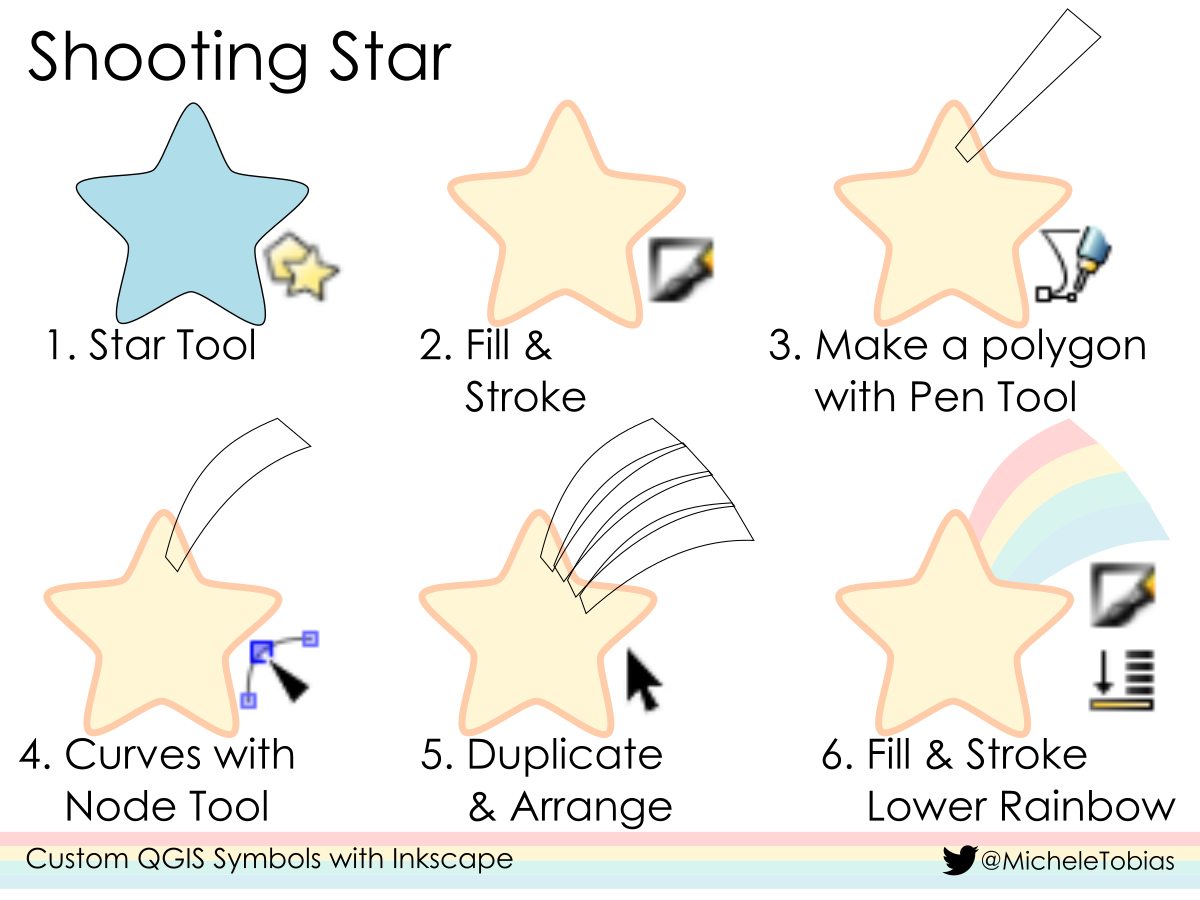 Shooting Star
1. Star Tool
2. Fill &
Stroke
3. Make a polygon
with Pen Tool
4. Curves with
Node Tool
5. Duplicate
& Arrange
6. Fill & Stroke
Lower Rainbow
Custom QGIS Symbols with Inkscape
@MicheleTobias